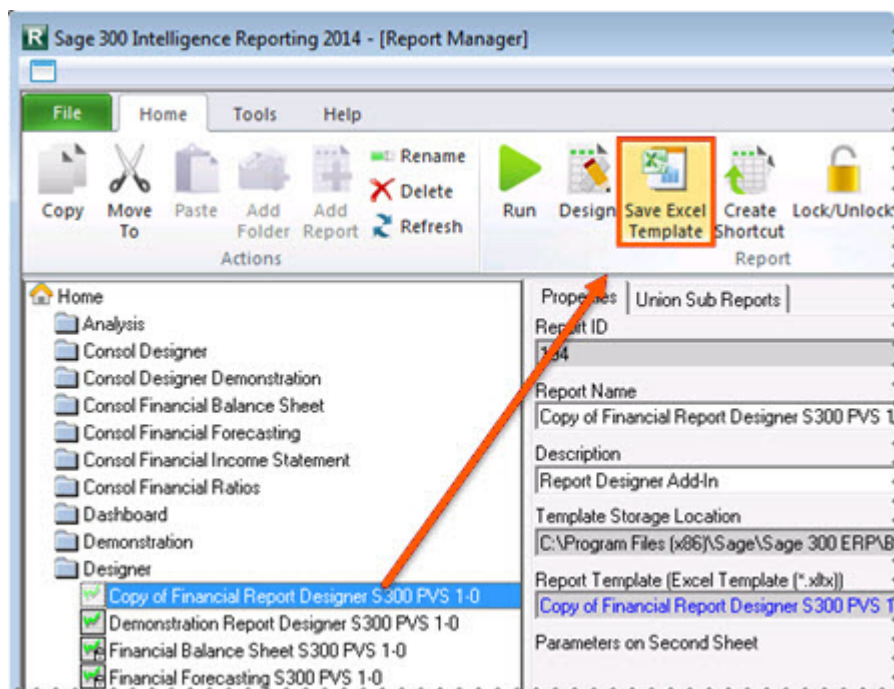 Sage 300 Intelligence Reporting 2014 - [Report Manager]
File Home Tools Help
Copy
Move To
Paste
Add Folder
Add Report
Rename
Delete
Refresh
Actions
Run
Design
Save Excel Template
Create Shortcut
Lock/Unlock
Report
Home
Analysis
Consol Designer
Consol Designer Demonstration
Consol Financial Balance Sheet
Consol Financial Forecasting
Consol Financial Income Statement
Consol Financial Ratios
Dashboard
Demonstration
Designer
Copy of Financial Report Designer S300 PVS 1-0
Demonstration Report Designer S300 PVS 1-0
Financial Balance Sheet S300 PVS 1-0
Financial Forecasting S300 PVS 1-0
Properties Union Sub Reports
Report ID
Report Name
Copy of Financial Report Designer S300 PVS 1
Description
Report Designer Add-In
Template Storage Location
C:\Program Files (x86)\Sage\Sage 300 ERP\B
Report Template (Excel Template (*.xltx))
Copy of Financial Report Designer S300 PVS 1
Parameters on Second Sheet